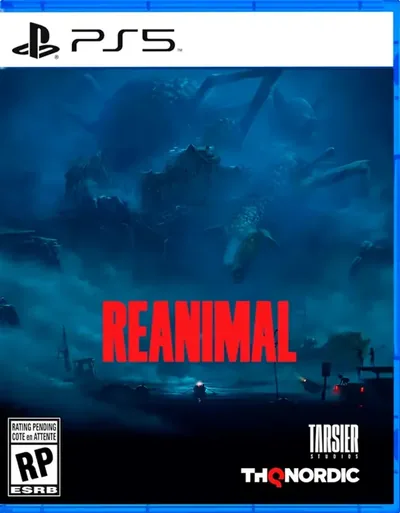 PS5
REANIMAL
RATING PENDING
COTE en ATTENTE
RP
ESRB
TARSIER
STUDIOS
THQNORDIC